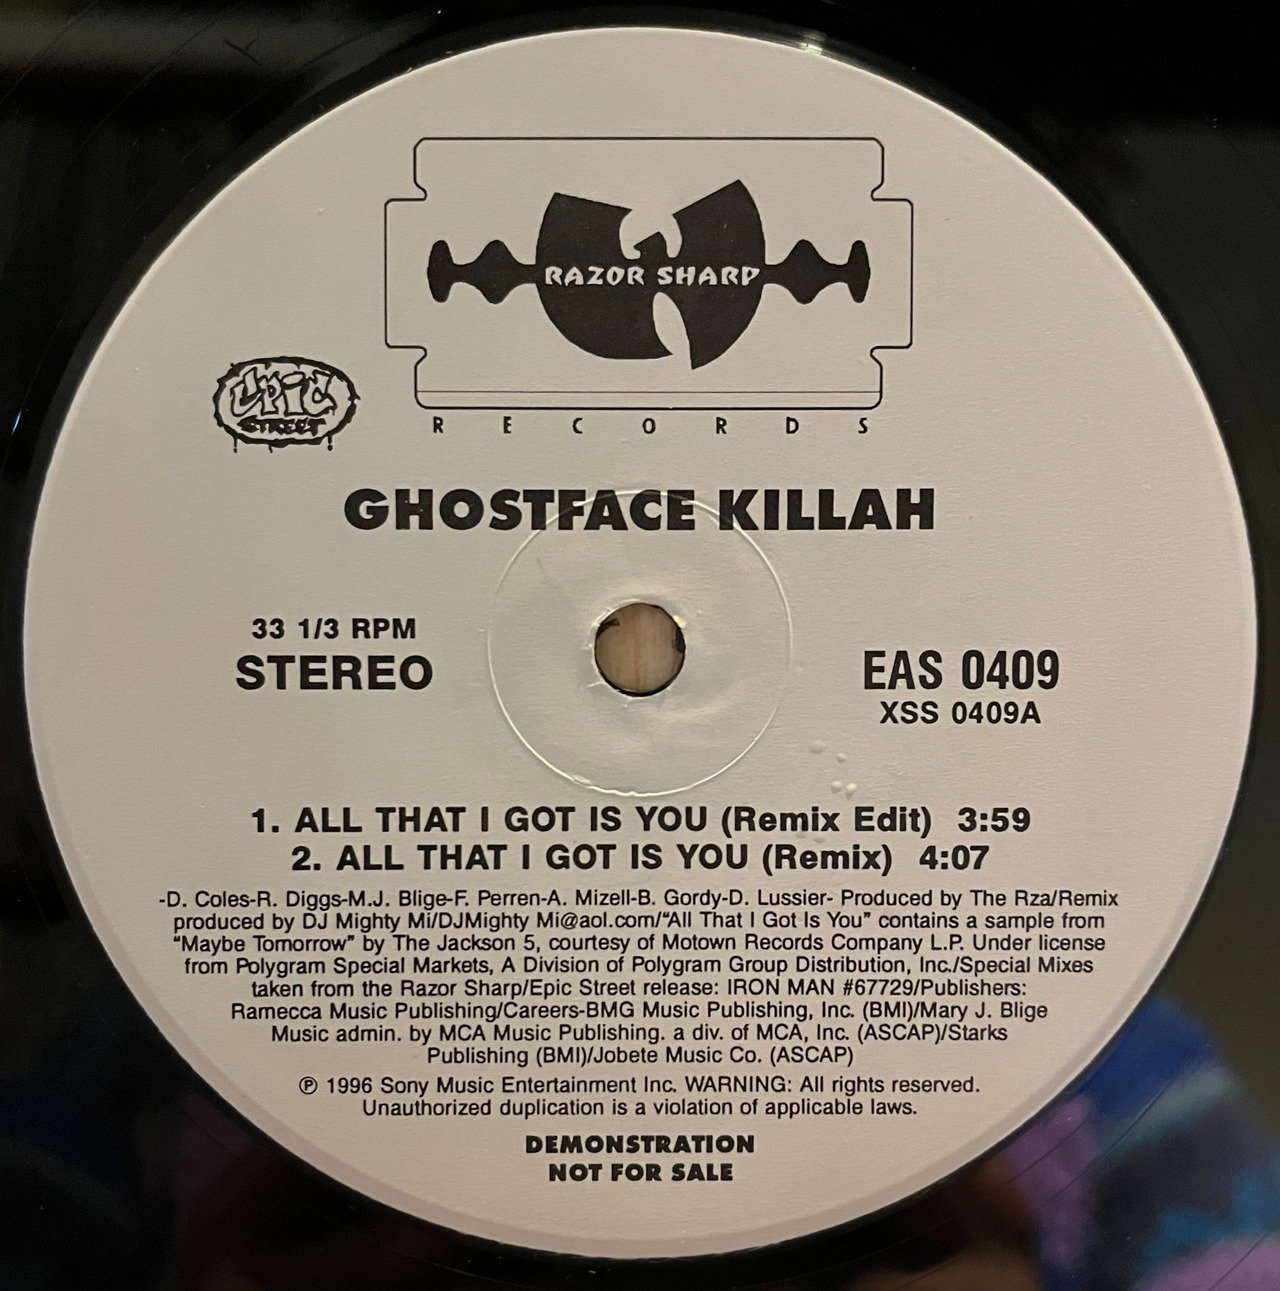 RAZOR SHARP
RECORDS
epic
STREET
GHOSTFACE KILLAH
33 1/3 RPM
STEREO
EAS 0409
XSS 0409A
1. ALL THAT I GOT IS YOU (Remix Edit) 3:59
2. ALL THAT I GOT IS YOU (Remix) 4:07
-D. Coles-R. Diggs-M.J. Blige-F. Perren-A. Mizell-B. Gordy-D. Lussier- Produced by The Rza/Remix
produced by DJ Mighty Mi/DJMighty Mi@aol.com/“All That I Got Is You” contains a sample from
“Maybe Tomorrow” by The Jackson 5, courtesy of Motown Records Company L.P. Under license
from Polygram Special Markets, A Division of Polygram Group Distribution, Inc./Special Mixes
taken from the Razor Sharp/Epic Street release: IRON MAN #67729/Publishers:
Ramecca Music Publishing/Careers-BMG Music Publishing, Inc. (BMI)/Mary J. Blige
Music admin. by MCA Music Publishing. a div. of MCA, Inc. (ASCAP)/Starks
Publishing (BMI)/Jobete Music Co. (ASCAP)
℗ 1996 Sony Music Entertainment Inc. WARNING: All rights reserved.
Unauthorized duplication is a violation of applicable laws.
DEMONSTRATION
NOT FOR SALE